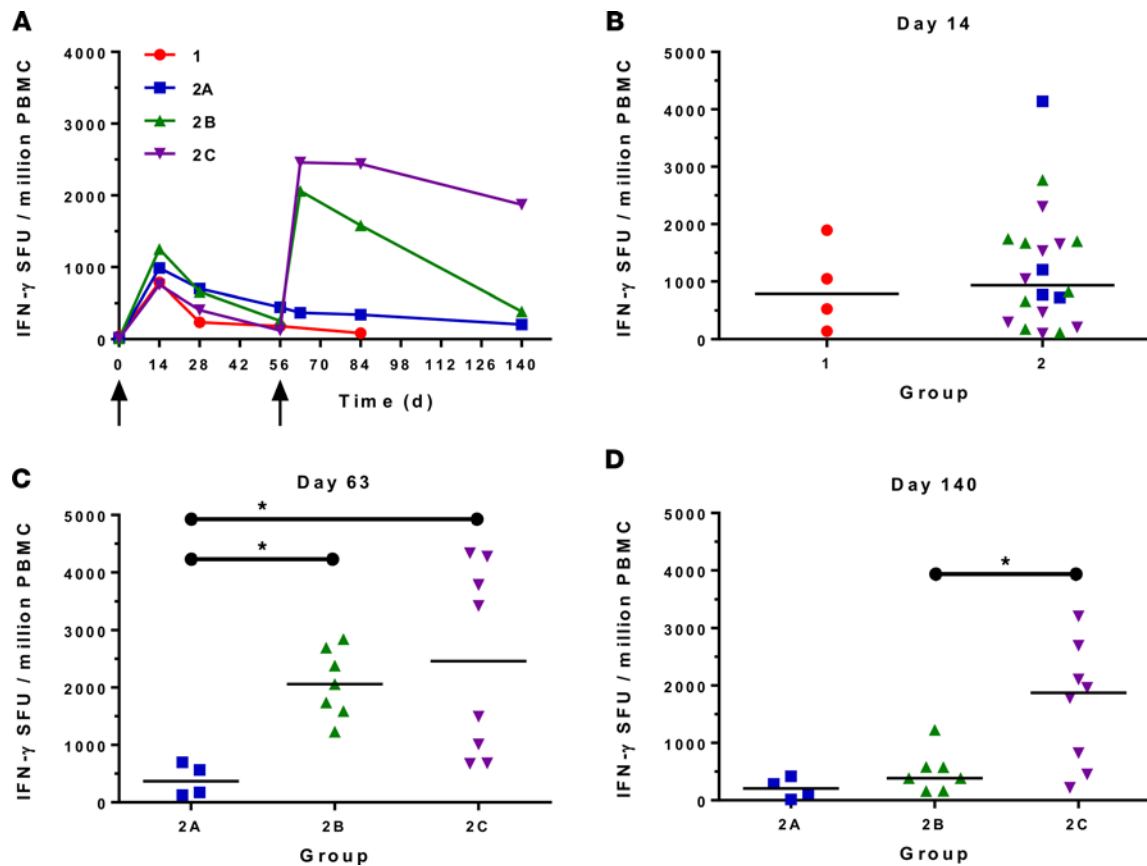 A
IFN-γ SFU / million PBMC
4000
3000
2000
1000
0
1
2A
2B
2C
0 14 28 42 56 70 84 98 112 126 140
Time (d)
B
Day 14
IFN-γ SFU / million PBMC
5000
4000
3000
2000
1000
0
1 2
Group
C
Day 63
IFN-γ SFU / million PBMC
5000
4000
3000
2000
1000
0
*
*
2A 2B 2C
Group
D
Day 140
IFN-γ SFU / million PBMC
5000
4000
3000
2000
1000
0
*
2A 2B 2C
Group